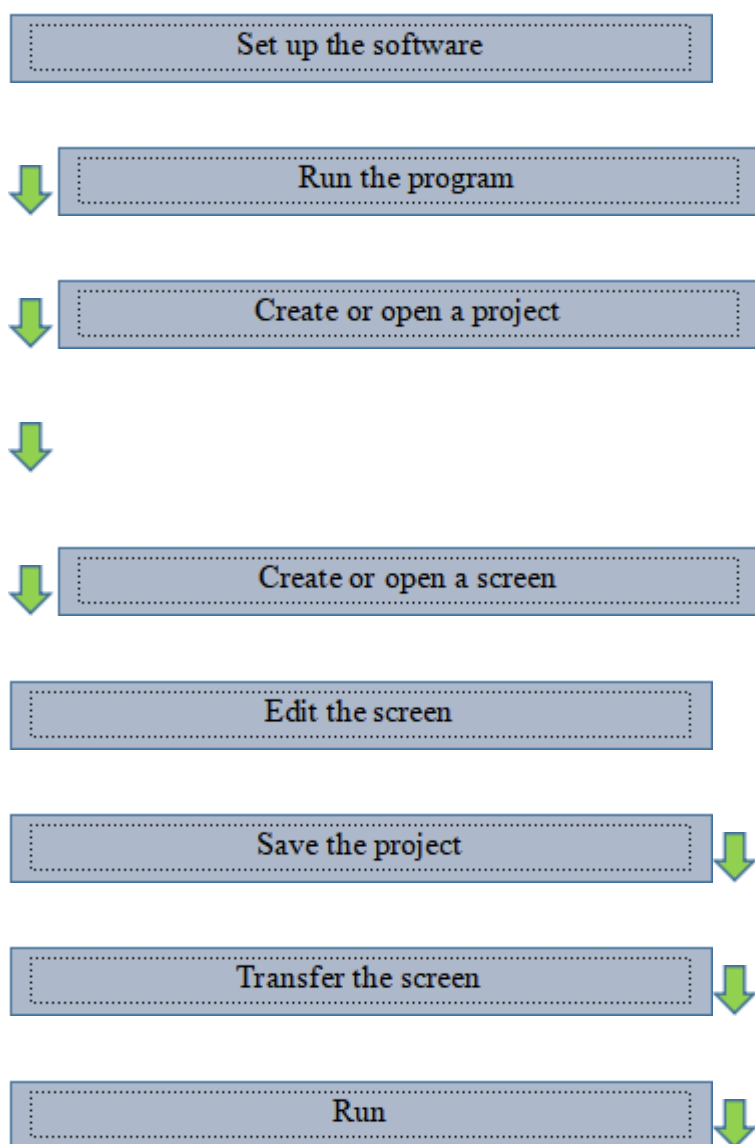 Set up the software
Run the program
Create or open a project
Create or open a screen
Edit the screen
Save the project
Transfer the screen
Run